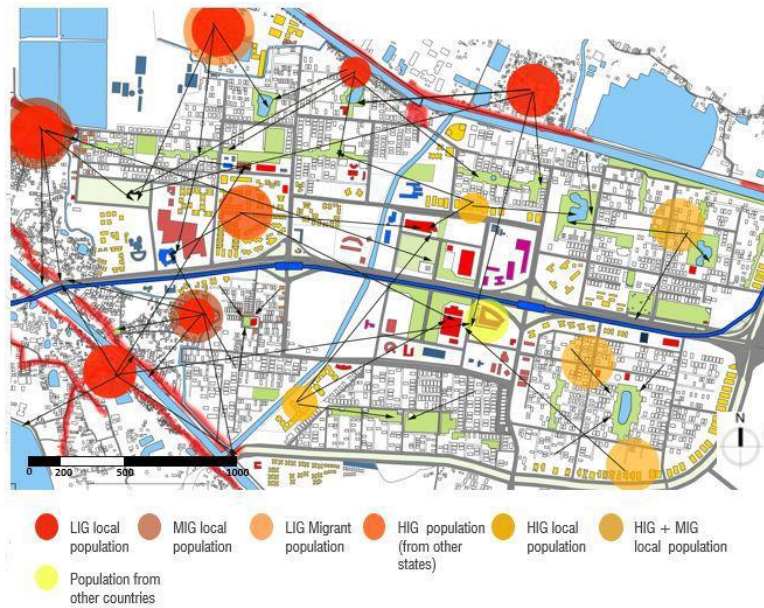 N
0
200
500
1000
LIG local
population
MIG local
population
LIG Migrant
population
HIG population
(from other
states)
HIG local
population
HIG + MIG
local population
Population from
other countries